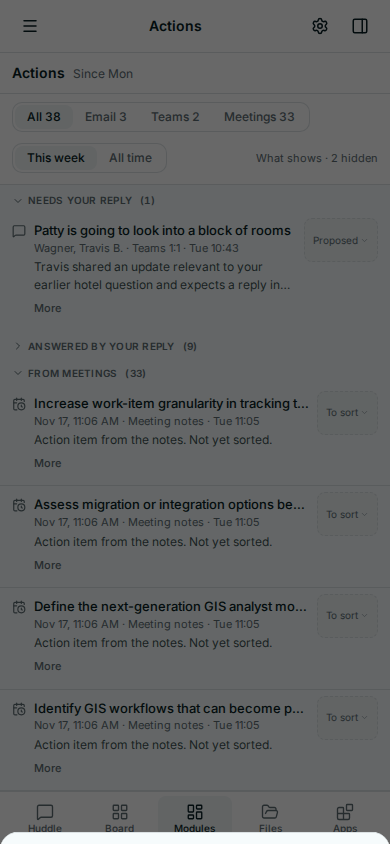 Actions
Actions Since Mon
All 38 Email 3 Teams 2 Meetings 33
This week All time What shows · 2 hidden
NEEDS YOUR REPLY (1)
Patty is going to look into a block of rooms
Proposed
Wagner, Travis B. · Teams 1:1 · Tue 10:43
Travis shared an update relevant to your
earlier hotel question and expects a reply in...
More
ANSWERED BY YOUR REPLY (9)
FROM MEETINGS (33)
Increase work-item granularity in tracking t...
To sort
Nov 17, 11:06 AM · Meeting notes · Tue 11:05
Action item from the notes. Not yet sorted.
More
Assess migration or integration options be...
To sort
Nov 17, 11:06 AM · Meeting notes · Tue 11:05
Action item from the notes. Not yet sorted.
More
Define the next-generation GIS analyst mo...
To sort
Nov 17, 11:06 AM · Meeting notes · Tue 11:05
Action item from the notes. Not yet sorted.
More
Identify GIS workflows that can become p...
To sort
Nov 17, 11:06 AM · Meeting notes · Tue 11:05
Action item from the notes. Not yet sorted.
More
Huddle Board Modules Files Apps